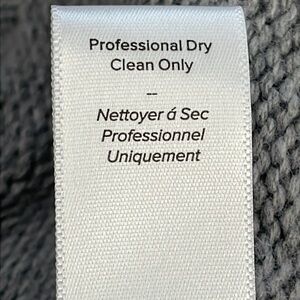 Professional Dry
Clean Only
--
Nettoyer á Sec
Professionnel
Uniquement